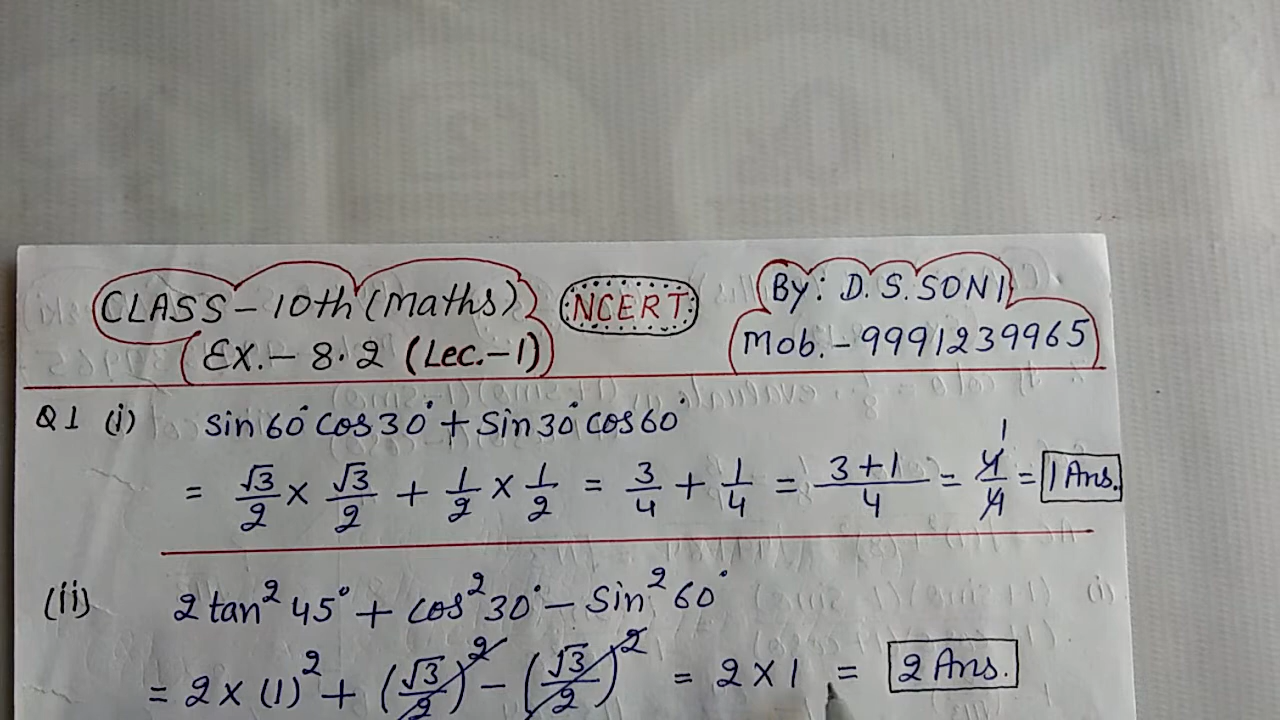 CLASS - 10th (Maths) NCERT By: D. S. SONI
EX. - 8.2 (Lec.-1) Mob. - 9991239965
Q1 (i) sin 60° cos 30° + sin 30° cos 60°
= √3/2 × √3/2 + 1/2 × 1/2 = 3/4 + 1/4 = 3+1/4 = 4/4 1 = 1 Ans.
(ii) 2 tan² 45° + cos² 30° - sin² 60°
= 2 × (1)² + (√3/2)² - (√3/2)² = 2 × 1 = 2 Ans.